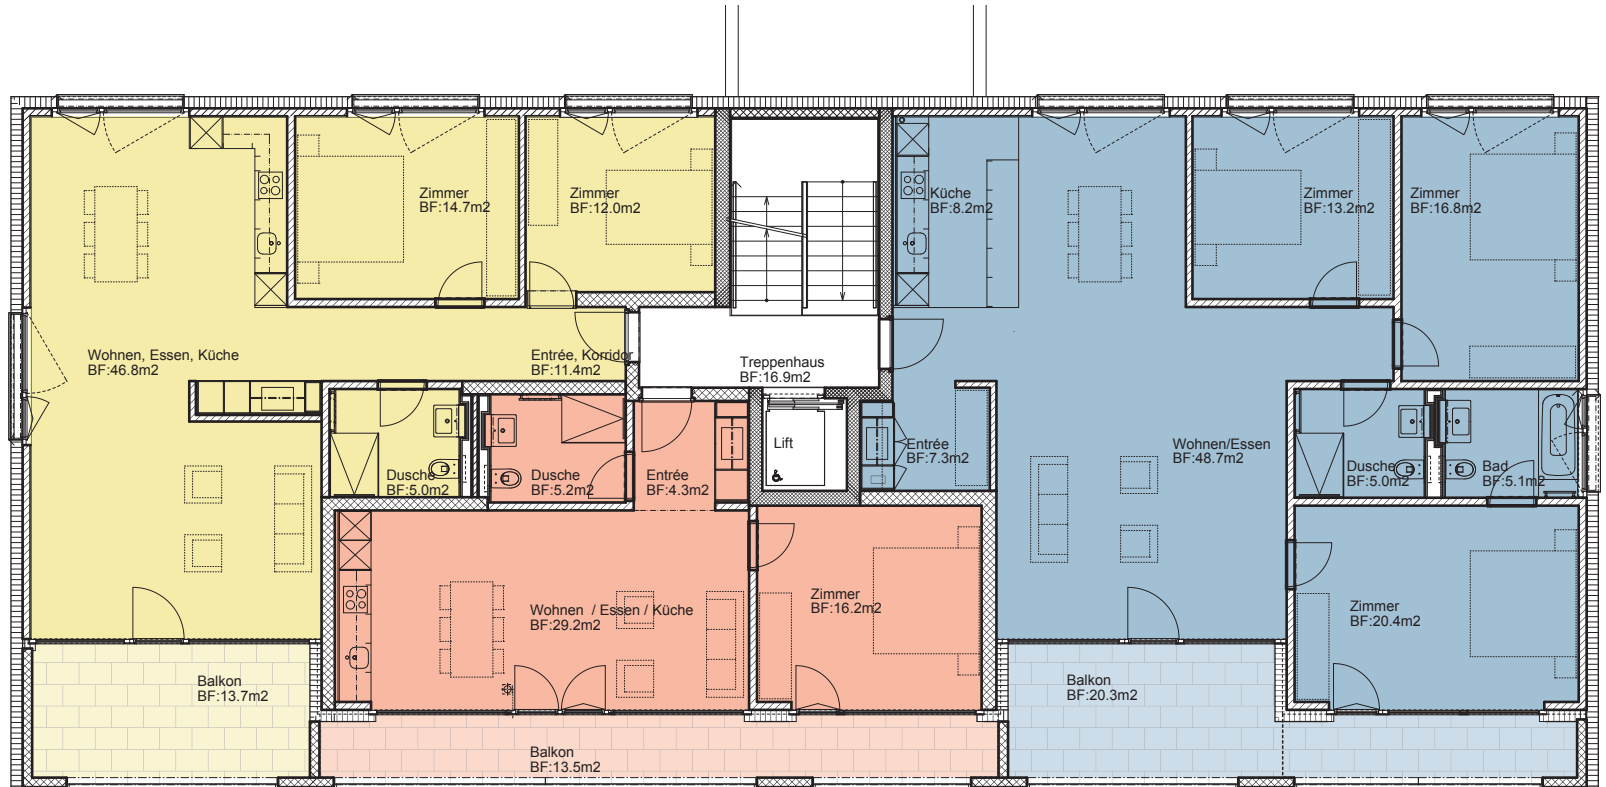 Zimmer
BF:14.7m2
Zimmer
BF:12.0m2
Küche
BF:8.2m2
Zimmer
BF:13.2m2
Zimmer
BF:16.8m2
Wohnen, Essen, Küche
BF:46.8m2
Entrée, Korridor
BF:11.4m2
Treppenhaus
BF:16.9m2
Lift
Entrée
BF:7.3m2
Wohnen/Essen
BF:48.7m2
Dusche
BF:5.0m2
Dusche
BF:5.2m2
Entrée
BF:4.3m2
Dusche
BF:5.0m2
Bad
BF:5.1m2
Wohnen / Essen / Küche
BF:29.2m2
Zimmer
BF:16.2m2
Zimmer
BF:20.4m2
Balkon
BF:13.7m2
Balkon
BF:20.3m2
Balkon
BF:13.5m2